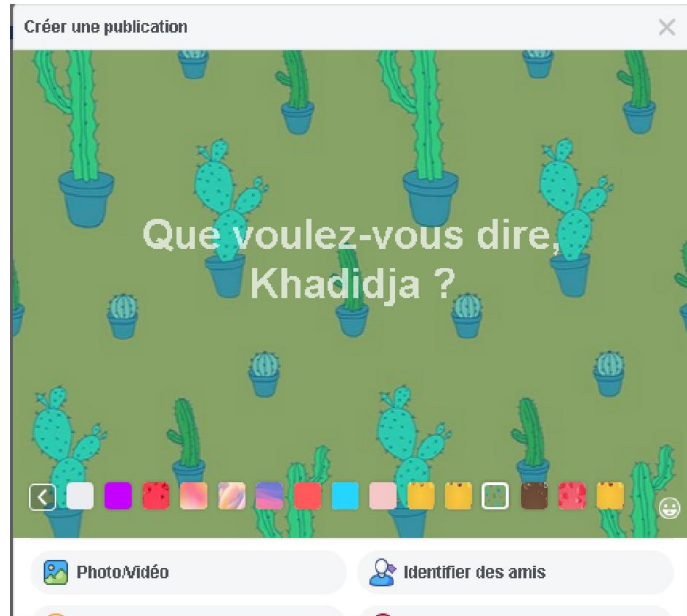 Créer une publication
Que voulez-vous dire,
Khadidja ?
Photo/Vidéo
Identifier des amis